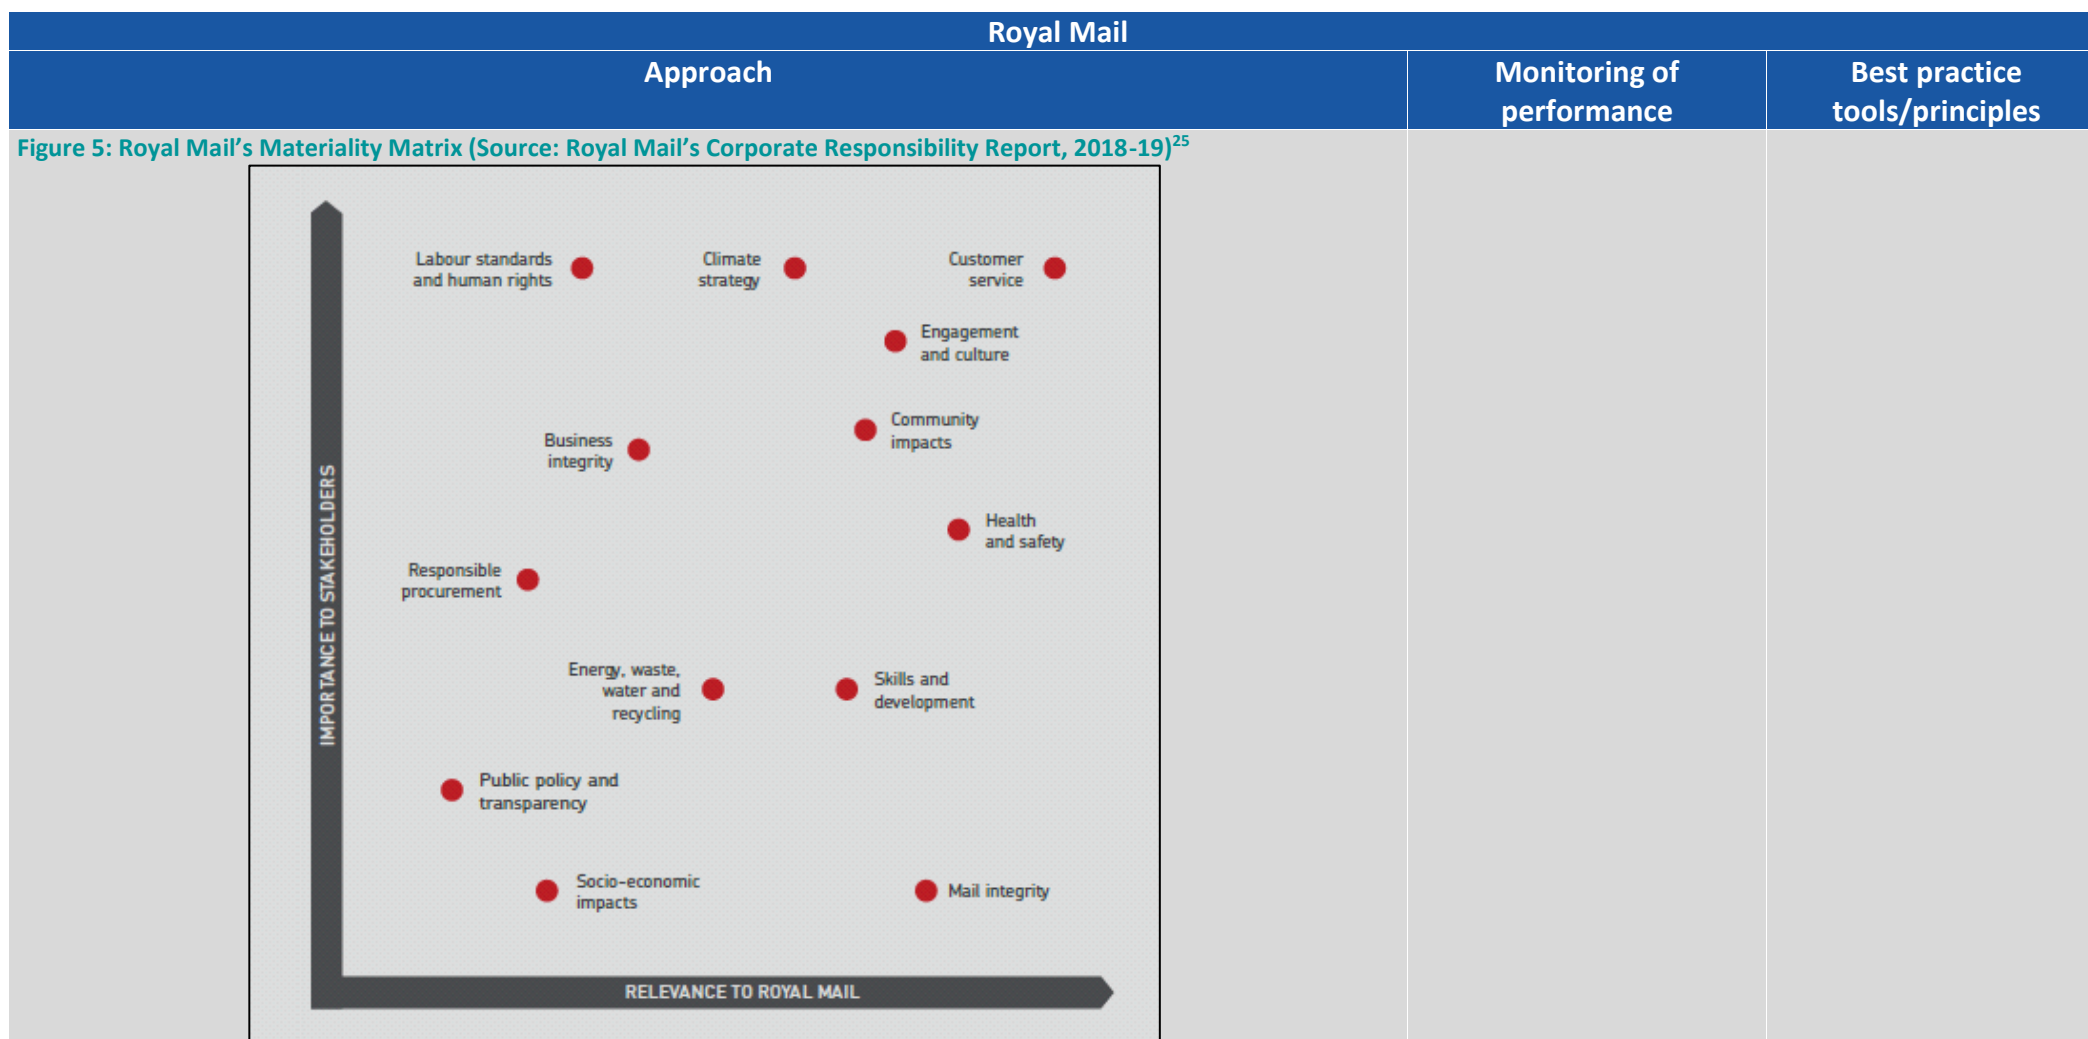 Royal Mail
Approach
Monitoring of
performance
Best practice
tools/principles
Figure 5: Royal Mail’s Materiality Matrix (Source: Royal Mail’s Corporate Responsibility Report, 2018-19)25
Labour standards
and human rights
Climate
strategy
Customer
service
Engagement
and culture
Community
impacts
Business
integrity
Health
and safety
Responsible
procurement
Energy, waste,
water and
recycling
Skills and
development
Public policy and
transparency
Socio-economic
impacts
Mail integrity
IMPORTANCE TO STAKEHOLDERS
RELEVANCE TO ROYAL MAIL